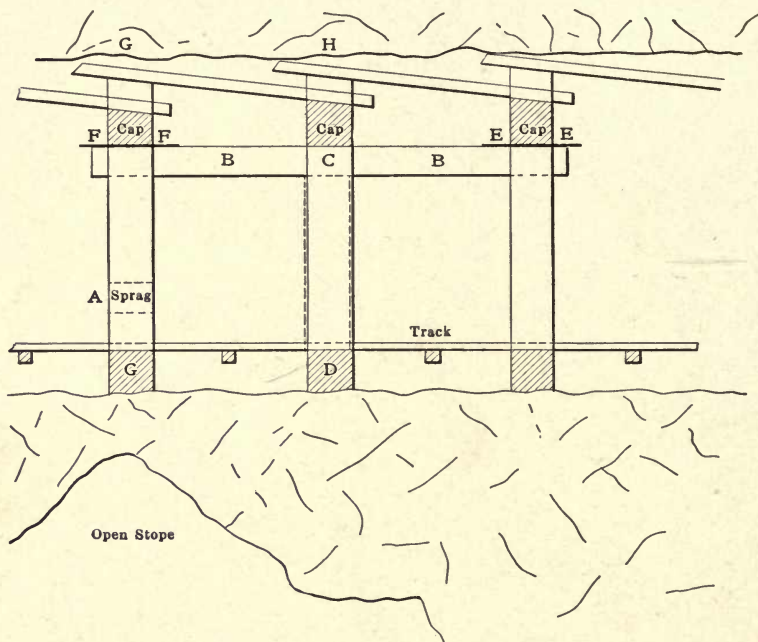 G H
Cap Cap Cap
F F E E
B C B
A Sprag
Track
G D
Open Stope